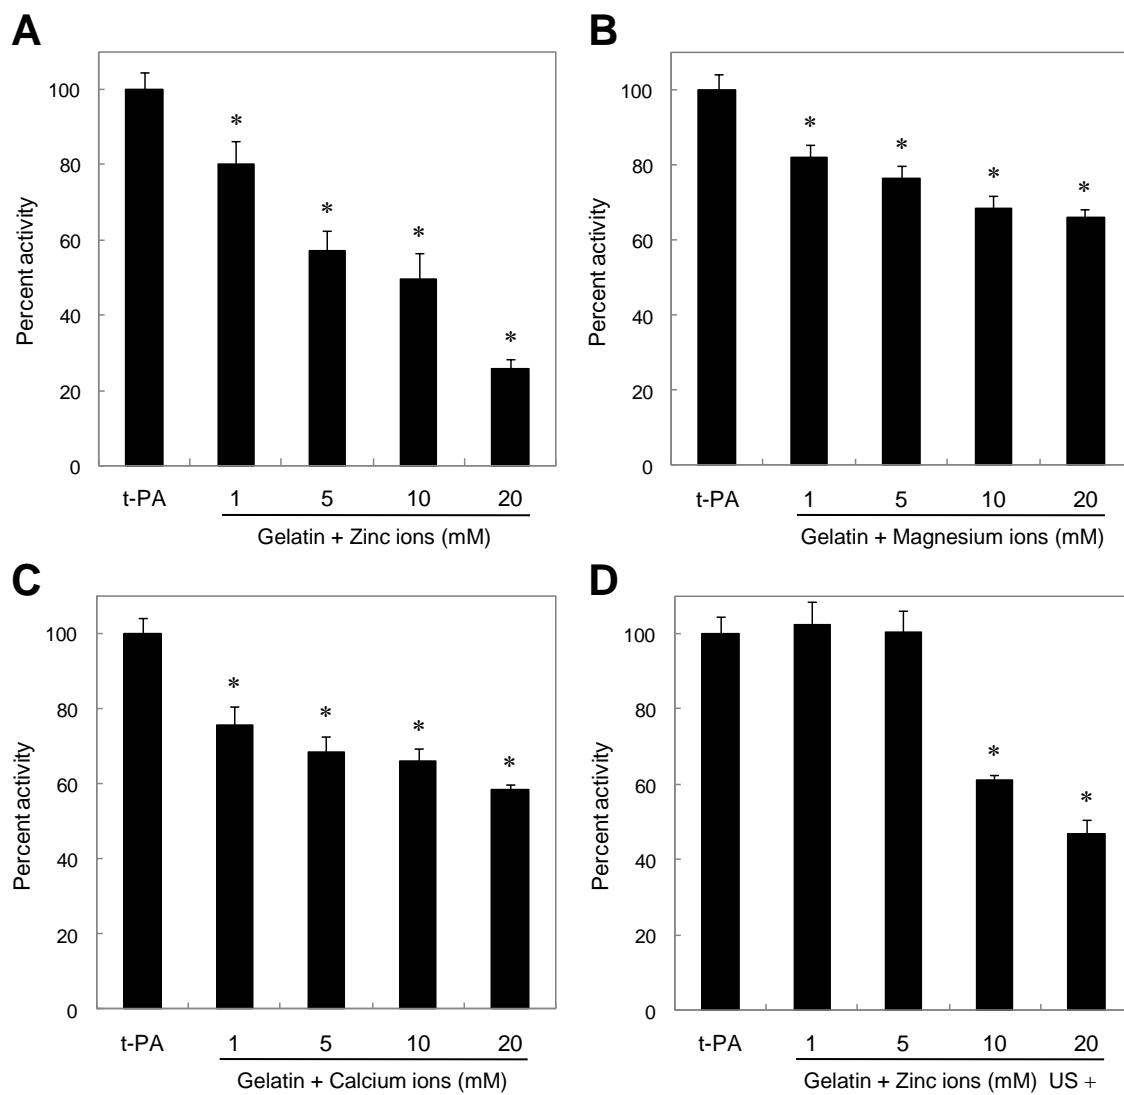 A
Percent activity
100
80
60
40
20
0
* * * *
t-PA 1 5 10 20
Gelatin + Zinc ions (mM)
B
Percent activity
100
80
60
40
20
0
* * * *
t-PA 1 5 10 20
Gelatin + Magnesium ions (mM)
C
Percent activity
100
80
60
40
20
0
* * * *
t-PA 1 5 10 20
Gelatin + Calcium ions (mM)
D
Percent activity
100
80
60
40
20
0
* *
t-PA 1 5 10 20
Gelatin + Zinc ions (mM) US +